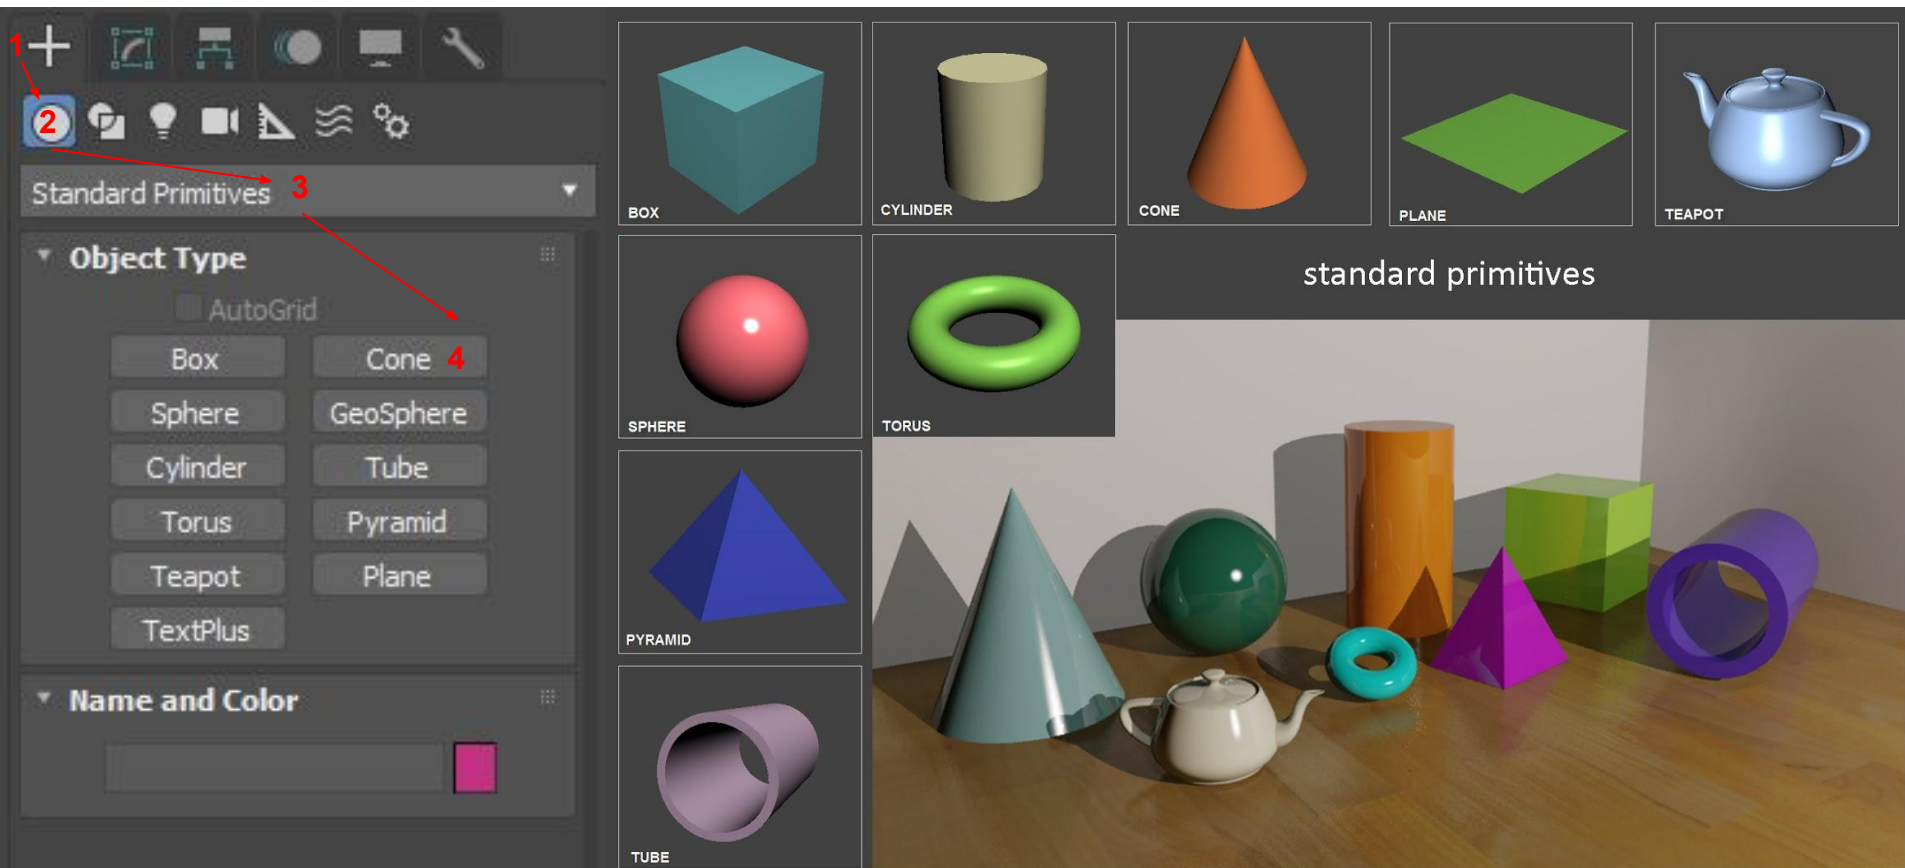 1
2
Standard Primitives 3
Object Type
AutoGrid
Box
Cone 4
Sphere
GeoSphere
Cylinder
Tube
Torus
Pyramid
Teapot
Plane
TextPlus
Name and Color
BOX
CYLINDER
CONE
PLANE
TEAPOT
SPHERE
TORUS
standard primitives
PYRAMID
TUBE